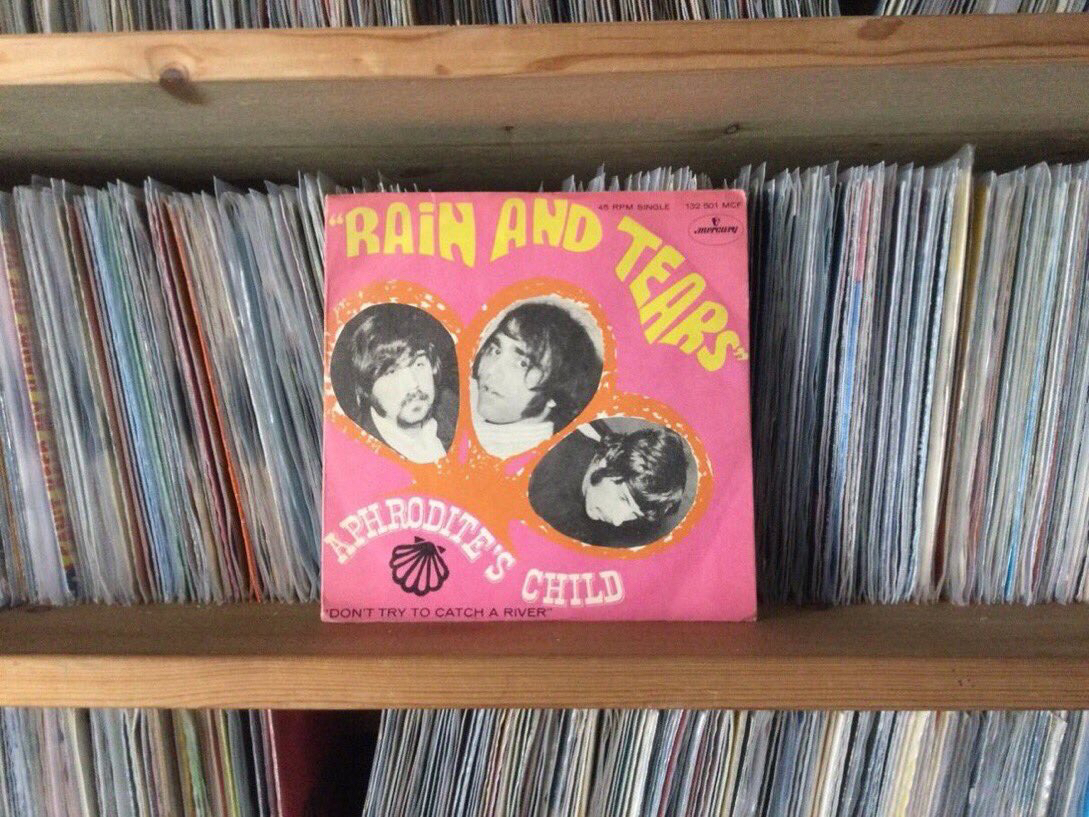 45 RPM SINGLE 132 501 MCF
mercury
"RAiN AND TEARS"
APHRODITE'S CHILD
"DON'T TRY TO CATCH A RIVER"